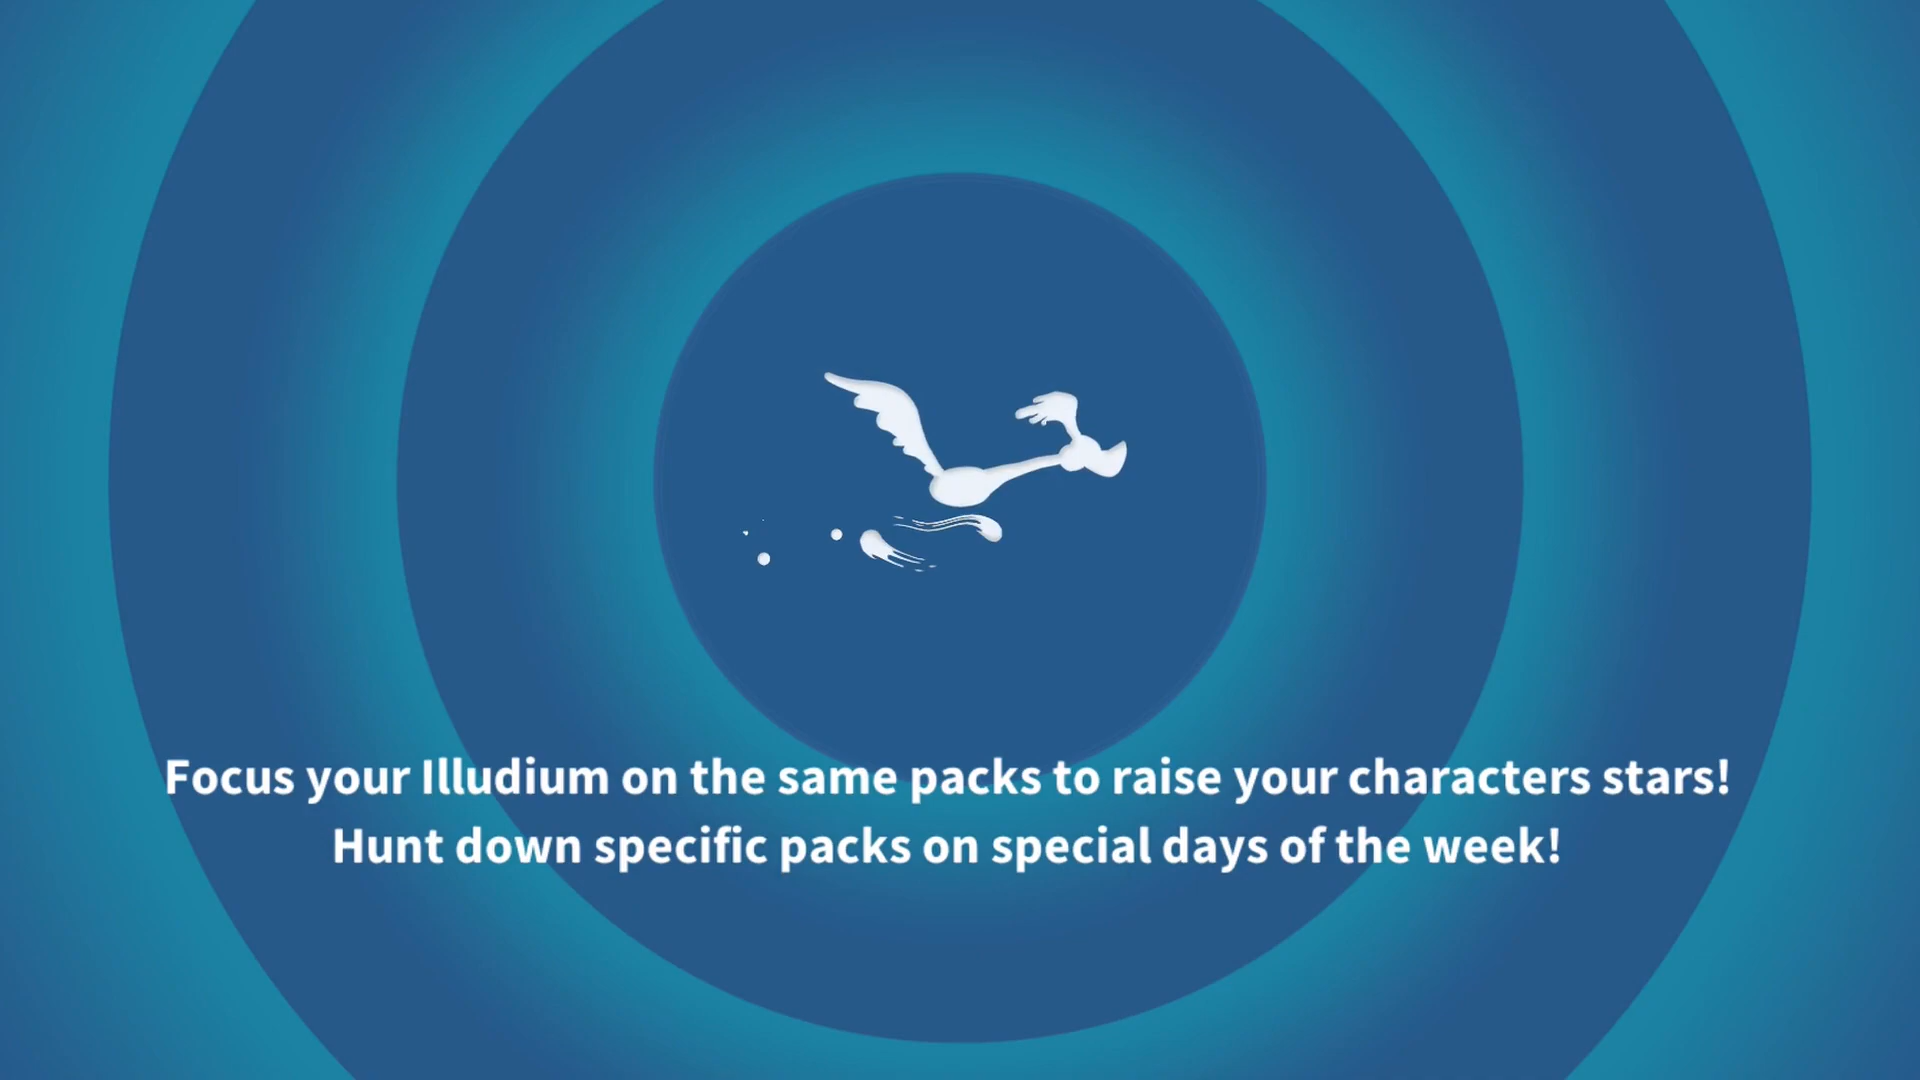 Focus your Illudium on the same packs to raise your characters stars!
Hunt down specific packs on special days of the week!